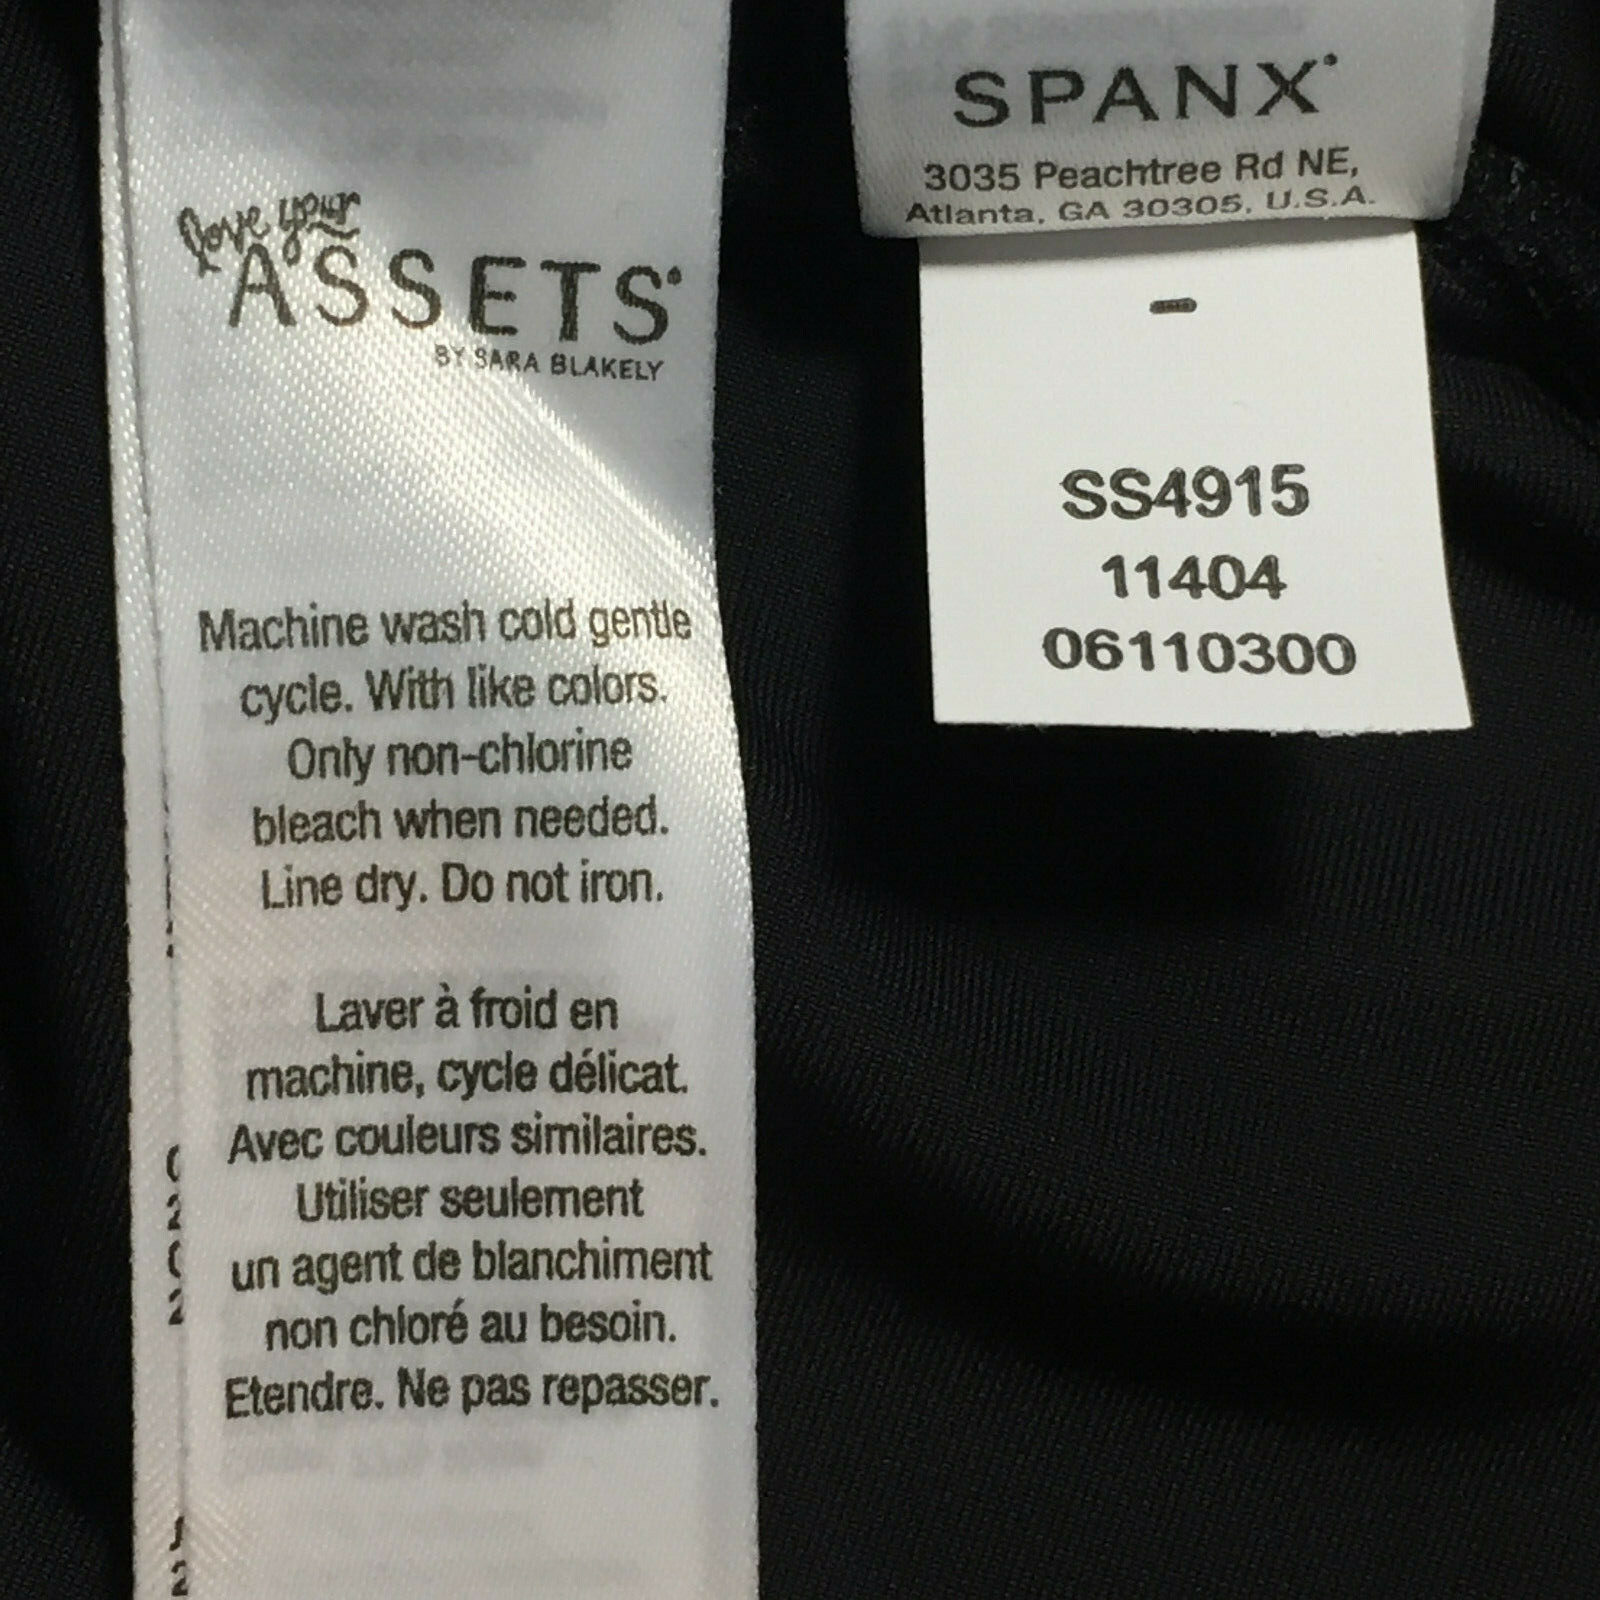 love your
ASSETS
BY SARA BLAKELY
Machine wash cold gentle
cycle. With like colors.
Only non-chlorine
bleach when needed.
Line dry. Do not iron.
Laver à froid en
machine, cycle délicat.
Avec couleurs similaires.
Utiliser seulement
un agent de blanchiment
non chloré au besoin.
Etendre. Ne pas repasser.
SPANX
3035 Peachtree Rd NE,
Atlanta, GA 30305, U.S.A.
-
SS4915
11404
06110300